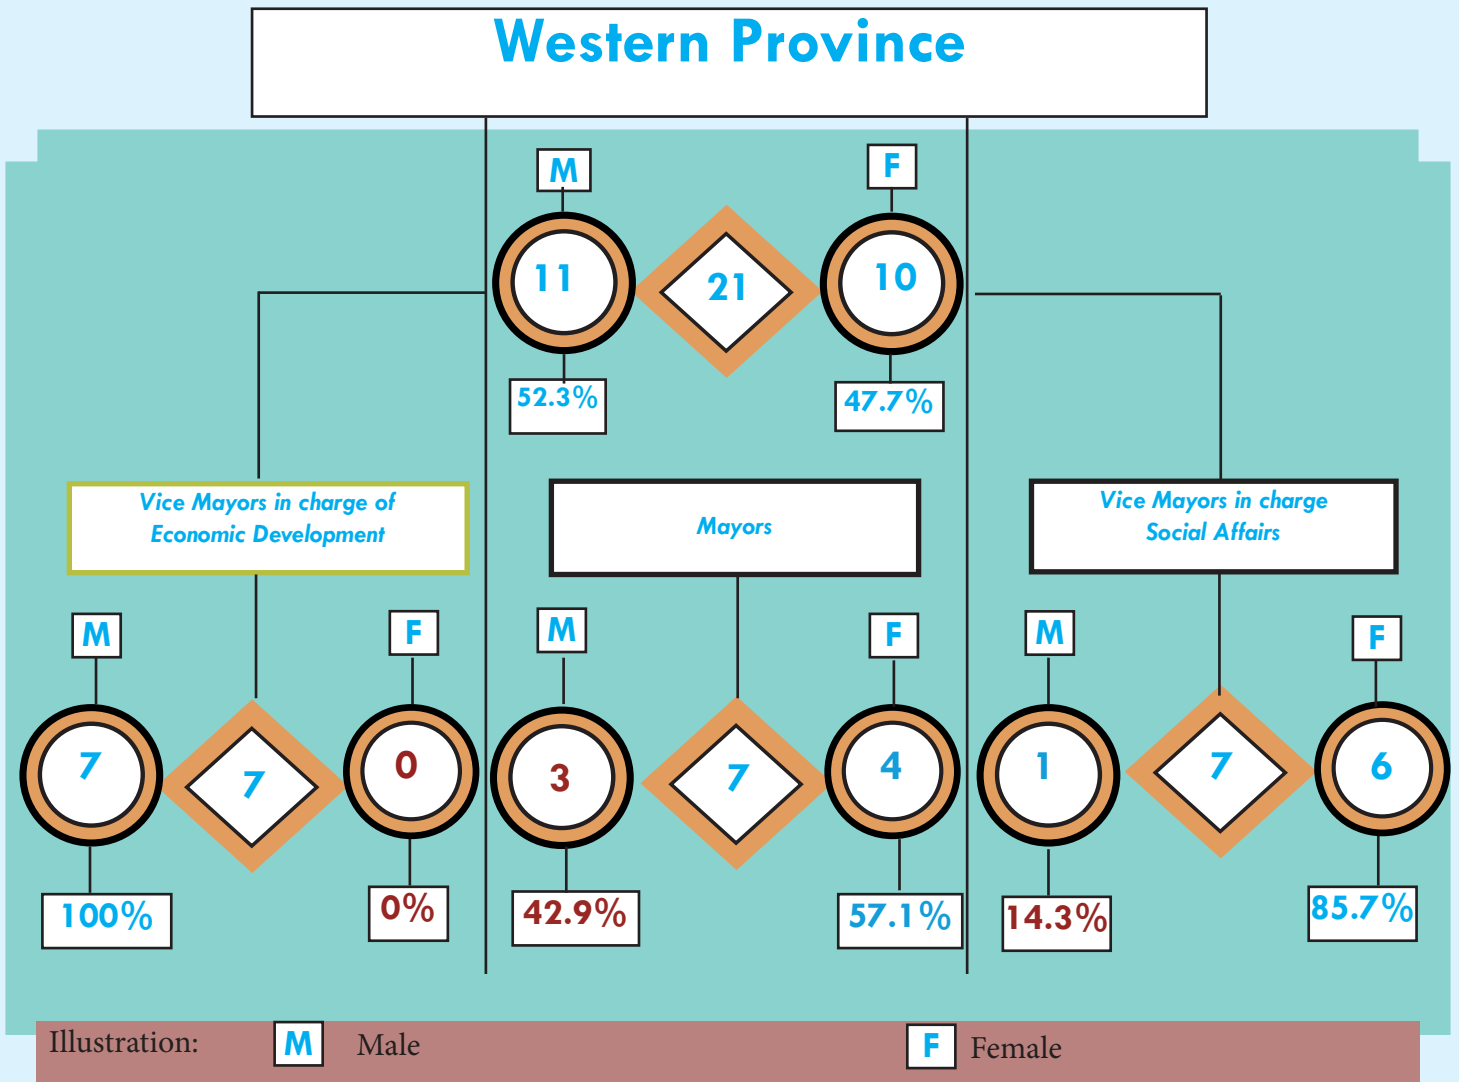 Western Province
M
F
11
21
10
52.3%
47.7%
Vice Mayors in charge of
Economic Development
Mayors
Vice Mayors in charge
Social Affairs
M
F
M
F
M
F
7
7
0
3
7
4
1
7
6
100%
0%
42.9%
57.1%
14.3%
85.7%
Illustration:
M
Male
F
Female